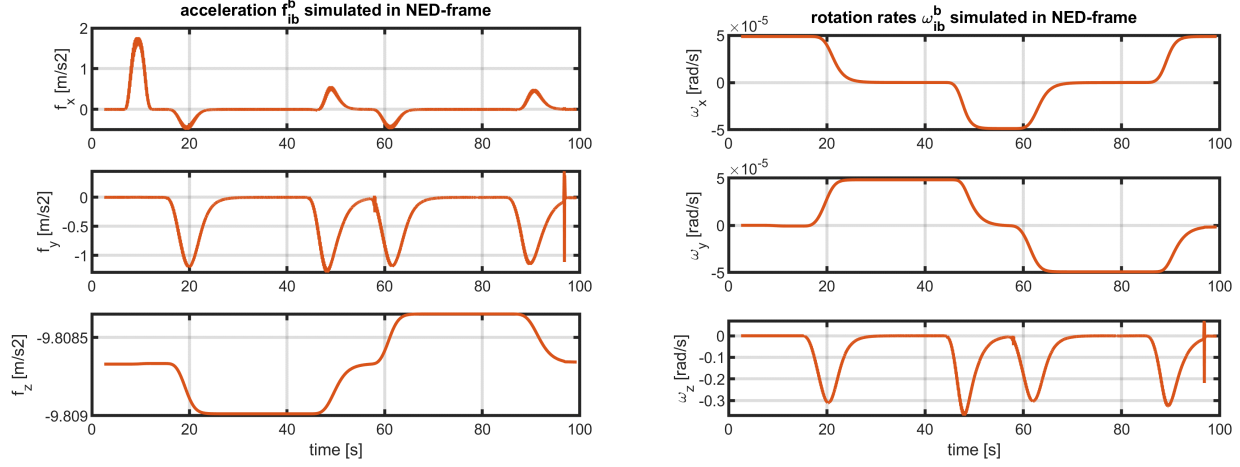 acceleration f_ib^b simulated in NED-frame
2
1
0
f_x [m/s2]
0 20 40 60 80 100
0
-0.5
-1
f_y [m/s2]
0 20 40 60 80 100
-9.8085
-9.809
f_z [m/s2]
0 20 40 60 80 100
time [s]
rotation rates ω_ib^b simulated in NED-frame
×10^-5
5
0
-5
ω_x [rad/s]
0 20 40 60 80 100
×10^-5
5
0
-5
ω_y [rad/s]
0 20 40 60 80 100
0
-0.1
-0.2
-0.3
ω_z [rad/s]
0 20 40 60 80 100
time [s]